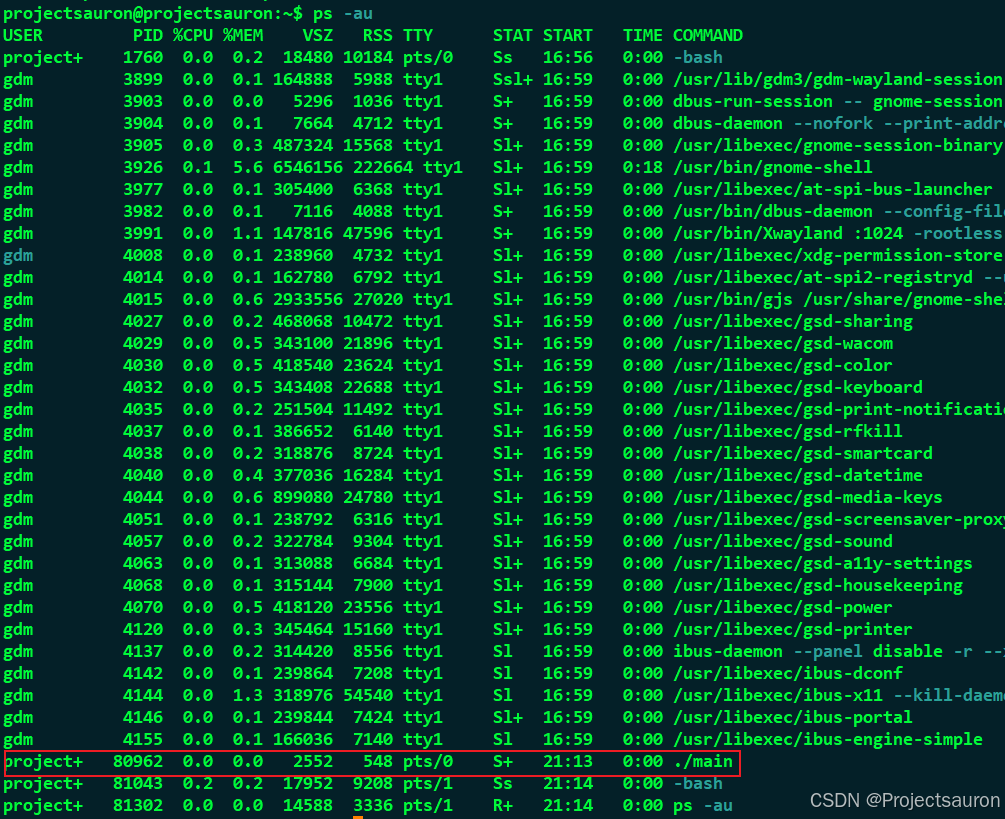 projectsauron@projectsauron:~$ ps -au
USER         PID %CPU %MEM    VSZ   RSS TTY      STAT START   TIME COMMAND
project+    1760  0.0  0.2  18480 10184 pts/0    Ss   16:56   0:00 -bash
gdm         3899  0.0  0.1 164888  5988 tty1     Ssl+ 16:59   0:00 /usr/lib/gdm3/gdm-wayland-session
gdm         3903  0.0  0.0   5296  1036 tty1     S+   16:59   0:00 dbus-run-session -- gnome-session
gdm         3904  0.0  0.1   7664  4712 tty1     S+   16:59   0:00 dbus-daemon --nofork --print-addre
gdm         3905  0.0  0.3 487324 15568 tty1     Sl+  16:59   0:00 /usr/libexec/gnome-session-binary
gdm         3926  0.1  5.6 6546156 222664 tty1   Sl+  16:59   0:18 /usr/bin/gnome-shell
gdm         3977  0.0  0.1 305400  6368 tty1     Sl+  16:59   0:00 /usr/libexec/at-spi-bus-launcher
gdm         3982  0.0  0.1   7116  4088 tty1     S+   16:59   0:00 /usr/bin/dbus-daemon --config-file
gdm         3991  0.0  1.1 147816 47596 tty1     S+   16:59   0:00 /usr/bin/Xwayland :1024 -rootless
gdm         4008  0.0  0.1 238960  4732 tty1     Sl+  16:59   0:00 /usr/libexec/xdg-permission-store
gdm         4014  0.0  0.1 162780  6792 tty1     Sl+  16:59   0:00 /usr/libexec/at-spi2-registryd --
gdm         4015  0.0  0.6 2933556 27020 tty1    Sl+  16:59   0:00 /usr/bin/gjs /usr/share/gnome-she
gdm         4027  0.0  0.2 468068 10472 tty1     Sl+  16:59   0:00 /usr/libexec/gsd-sharing
gdm         4029  0.0  0.5 343100 21896 tty1     Sl+  16:59   0:00 /usr/libexec/gsd-wacom
gdm         4030  0.0  0.5 418540 23624 tty1     Sl+  16:59   0:00 /usr/libexec/gsd-color
gdm         4032  0.0  0.5 343408 22688 tty1     Sl+  16:59   0:00 /usr/libexec/gsd-keyboard
gdm         4035  0.0  0.2 251504 11492 tty1     Sl+  16:59   0:00 /usr/libexec/gsd-print-notificati
gdm         4037  0.0  0.1 386652  6140 tty1     Sl+  16:59   0:00 /usr/libexec/gsd-rfkill
gdm         4038  0.0  0.2 318876  8724 tty1     Sl+  16:59   0:00 /usr/libexec/gsd-smartcard
gdm         4040  0.0  0.4 377036 16284 tty1     Sl+  16:59   0:00 /usr/libexec/gsd-datetime
gdm         4044  0.0  0.6 899080 24780 tty1     Sl+  16:59   0:00 /usr/libexec/gsd-media-keys
gdm         4051  0.0  0.1 238792  6316 tty1     Sl+  16:59   0:00 /usr/libexec/gsd-screensaver-proxy
gdm         4057  0.0  0.2 322784  9304 tty1     Sl+  16:59   0:00 /usr/libexec/gsd-sound
gdm         4063  0.0  0.1 313088  6684 tty1     Sl+  16:59   0:00 /usr/libexec/gsd-a11y-settings
gdm         4068  0.0  0.1 315144  7900 tty1     Sl+  16:59   0:00 /usr/libexec/gsd-housekeeping
gdm         4070  0.0  0.5 418120 23556 tty1     Sl+  16:59   0:00 /usr/libexec/gsd-power
gdm         4120  0.0  0.3 345464 15160 tty1     Sl+  16:59   0:00 /usr/libexec/gsd-printer
gdm         4137  0.0  0.2 314420  8556 tty1     Sl   16:59   0:00 ibus-daemon --panel disable -r --
gdm         4142  0.0  0.1 239864  7208 tty1     Sl   16:59   0:00 /usr/libexec/ibus-dconf
gdm         4144  0.0  1.3 318976 54540 tty1     Sl   16:59   0:00 /usr/libexec/ibus-x11 --kill-daem
gdm         4146  0.0  0.1 239844  7424 tty1     Sl+  16:59   0:00 /usr/libexec/ibus-portal
gdm         4155  0.0  0.1 166036  7140 tty1     Sl   16:59   0:00 /usr/libexec/ibus-engine-simple
project+   80962  0.0  0.0   2552   548 pts/0    S+   21:13   0:00 ./main
project+   81043  0.2  0.2  17952  9208 pts/1    Ss   21:14   0:00 -bash
project+   81302  0.0  0.0  14588  3336 pts/1    R+   21:14   0:00 ps -au
CSDN @Projectsauron